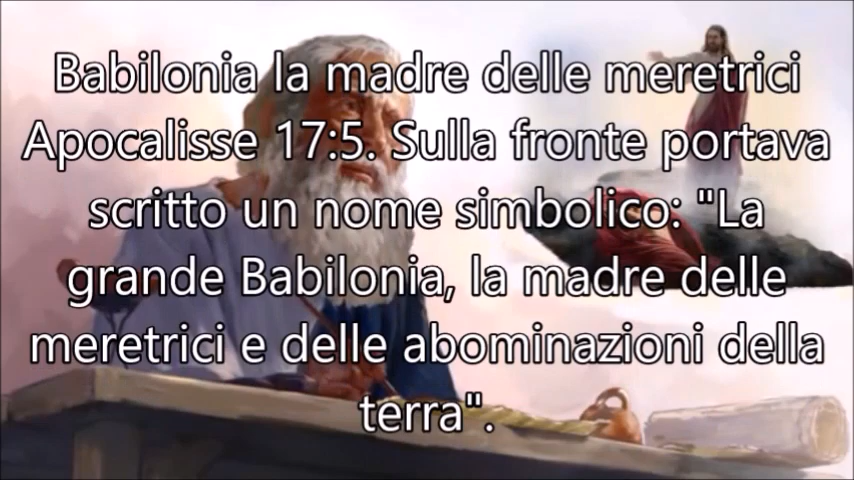 Babilonia la madre delle meretrici
Apocalisse 17:5. Sulla fronte portava
scritto un nome simbolico: "La
grande Babilonia, la madre delle
meretrici e delle abominazioni della
terra".